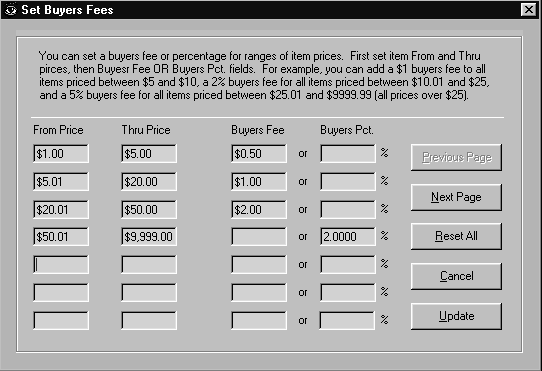 Set Buyers Fees
You can set a buyers fee or percentage for ranges of item prices. First set item From and Thru
pirces, then Buyesr Fee OR Buyers Pct. fields. For example, you can add a $1 buyers fee to all
items priced between $5 and $10, a 2% buyers fee for all items priced between $10.01 and $25,
and a 5% buyers fee for all items priced between $25.01 and $9999.99 (all prices over $25).
From Price Thru Price Buyers Fee Buyers Pct.
$1.00 $5.00 $0.50 or %
$5.01 $20.00 $1.00 or %
$20.01 $50.00 $2.00 or %
$50.01 $9,999.00 or 2.0000 %
or %
or %
or %
Previous Page
Next Page
Reset All
Cancel
Update